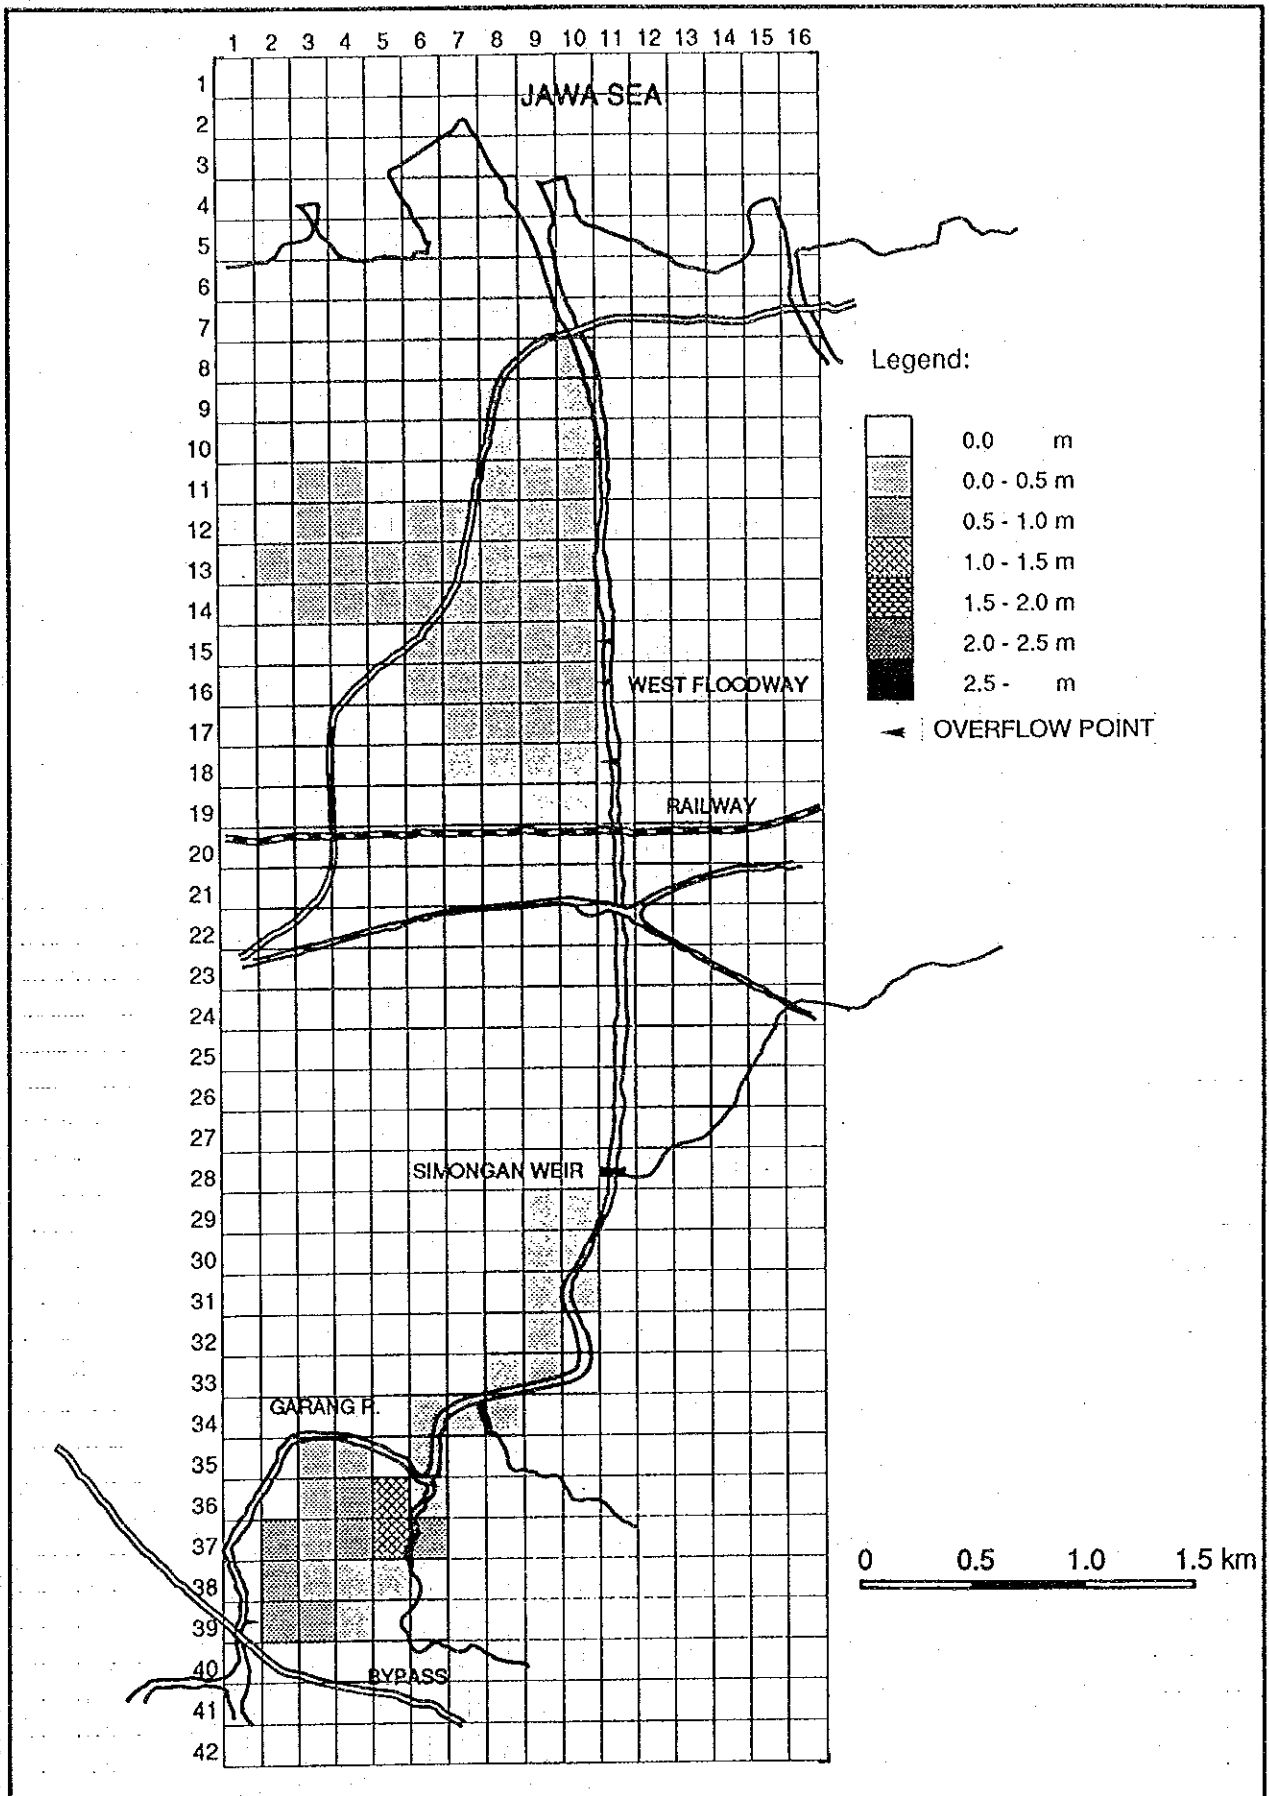 1 2 3 4 5 6 7 8 9 10 11 12 13 14 15 16
1
JAWA SEA
2
3
4
5
6
7
Legend:
8
9
10
0.0 m
11
0.0 - 0.5 m
12
0.5 - 1.0 m
13
1.0 - 1.5 m
14
1.5 - 2.0 m
15
2.0 - 2.5 m
16
WEST FLOODWAY
2.5 - m
17
OVERFLOW POINT
18
19
RAILWAY
20
21
22
23
24
25
26
27
28
SIMONGAN WEIR
29
30
31
32
33
GARANG R.
34
35
36
37
0 0.5 1.0 1.5 km
38
39
40
BYPASS
41
42